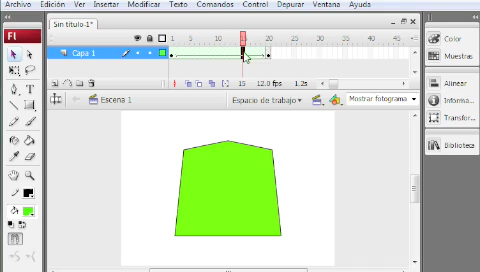 Archivo Edición Ver Insertar Modificar Texto Comandos Control Depurar Ventana Ayuda
Sin título-1*
Fl
1 5 10 15 20 25 30 35 40 45
Capa 1
15 12.0 fps 1.2s
Escena 1
Espacio de trabajo
Mostrar fotograma
Color
Muestras
Alinear
Informa...
Transfor...
Biblioteca